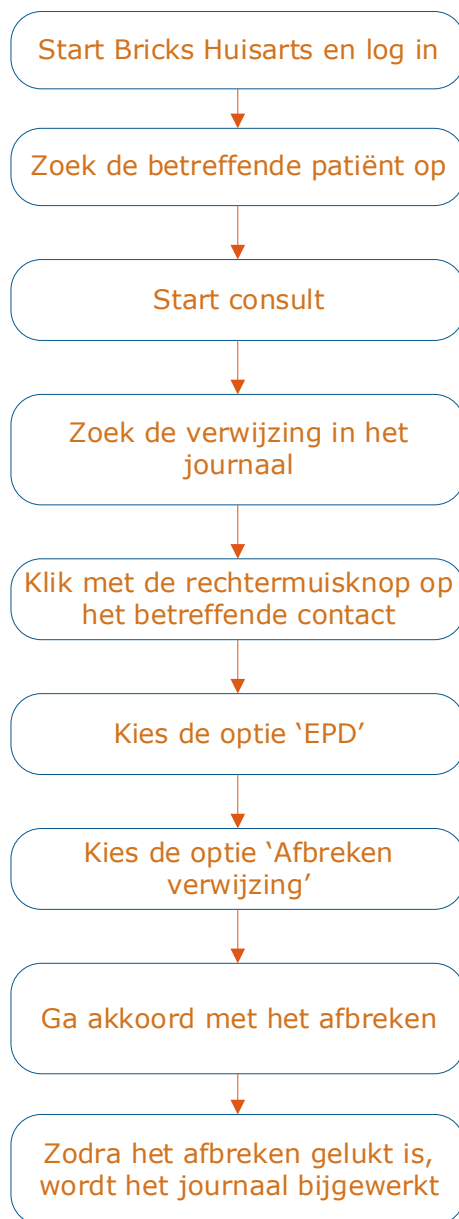 Start Bricks Huisarts en log in
Zoek de betreffende patiënt op
Start consult
Zoek de verwijzing in het
journaal
Klik met de rechtermuisknop op
het betreffende contact
Kies de optie ‘EPD’
Kies de optie ‘Afbreken
verwijzing’
Ga akkoord met het afbreken
Zodra het afbreken gelukt is,
wordt het journaal bijgewerkt